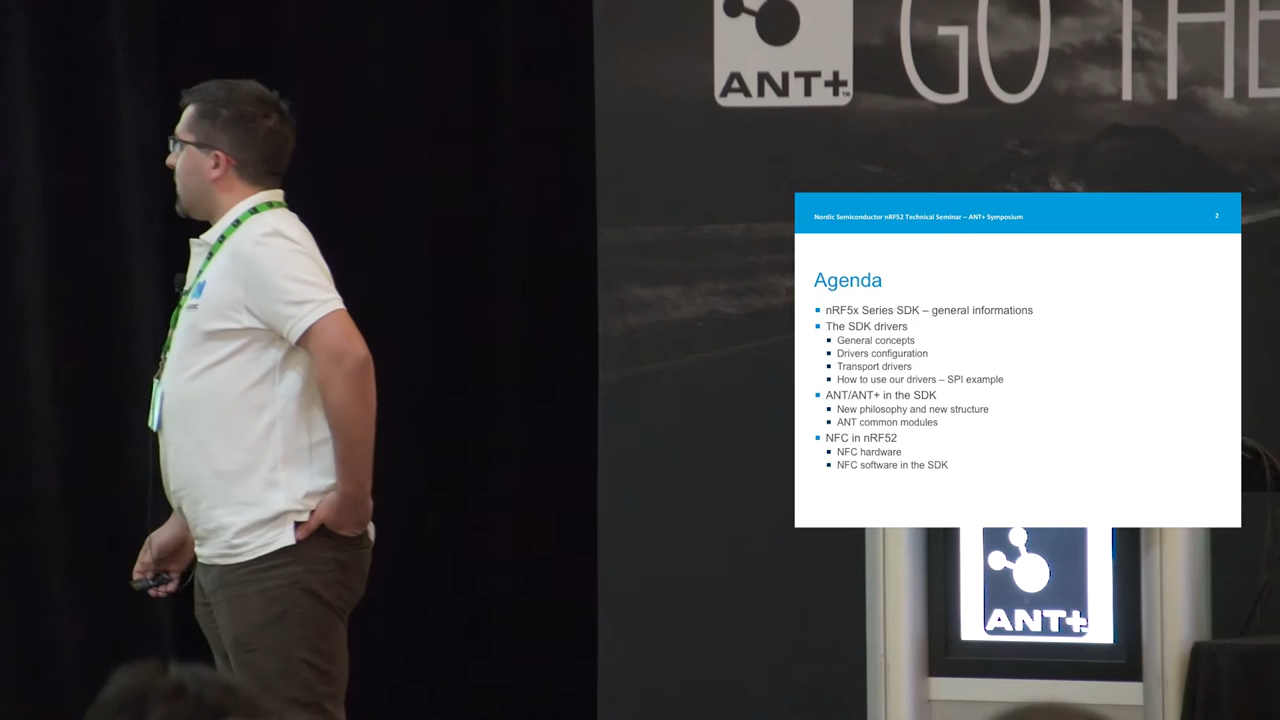 ANT+™
GO THE
Nordic Semiconductor nRF52 Technical Seminar – ANT+ Symposium
2
Agenda
nRF5x Series SDK – general informations
The SDK drivers
General concepts
Drivers configuration
Transport drivers
How to use our drivers – SPI example
ANT/ANT+ in the SDK
New philosophy and new structure
ANT common modules
NFC in nRF52
NFC hardware
NFC software in the SDK
ANT+